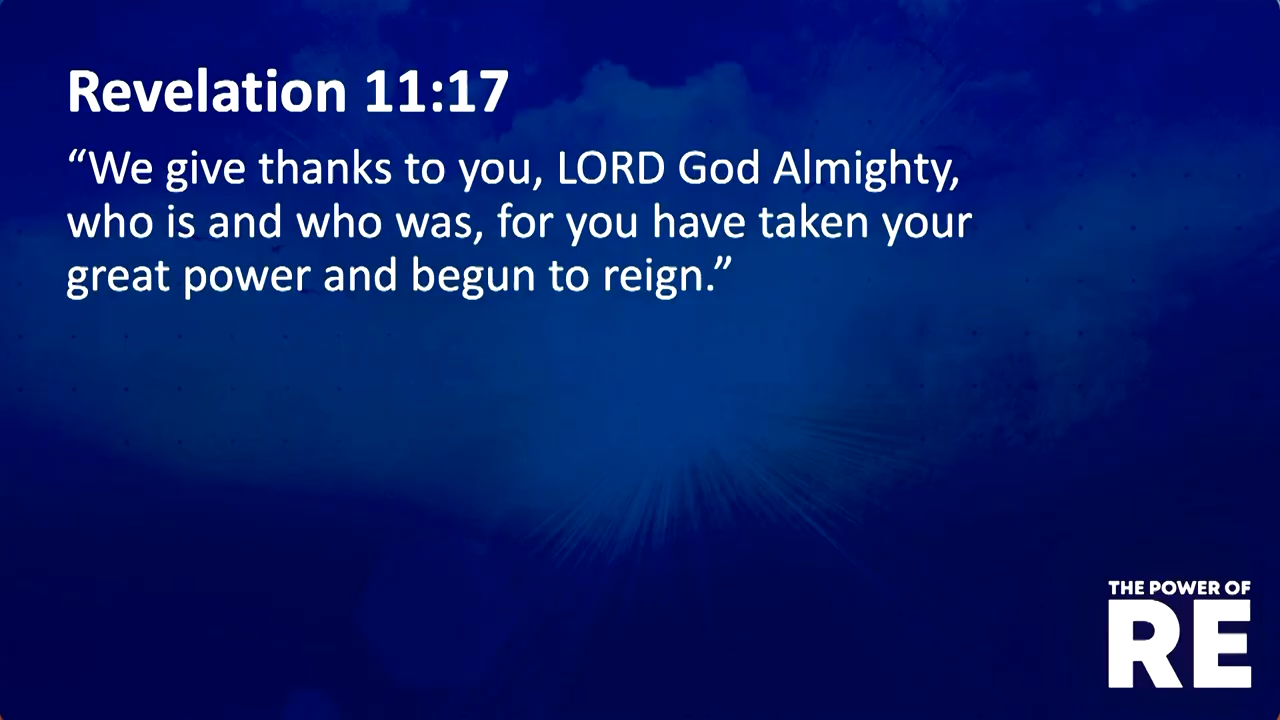 Revelation 11:17
“We give thanks to you, LORD God Almighty,
who is and who was, for you have taken your
great power and begun to reign.”
THE POWER OF
RE